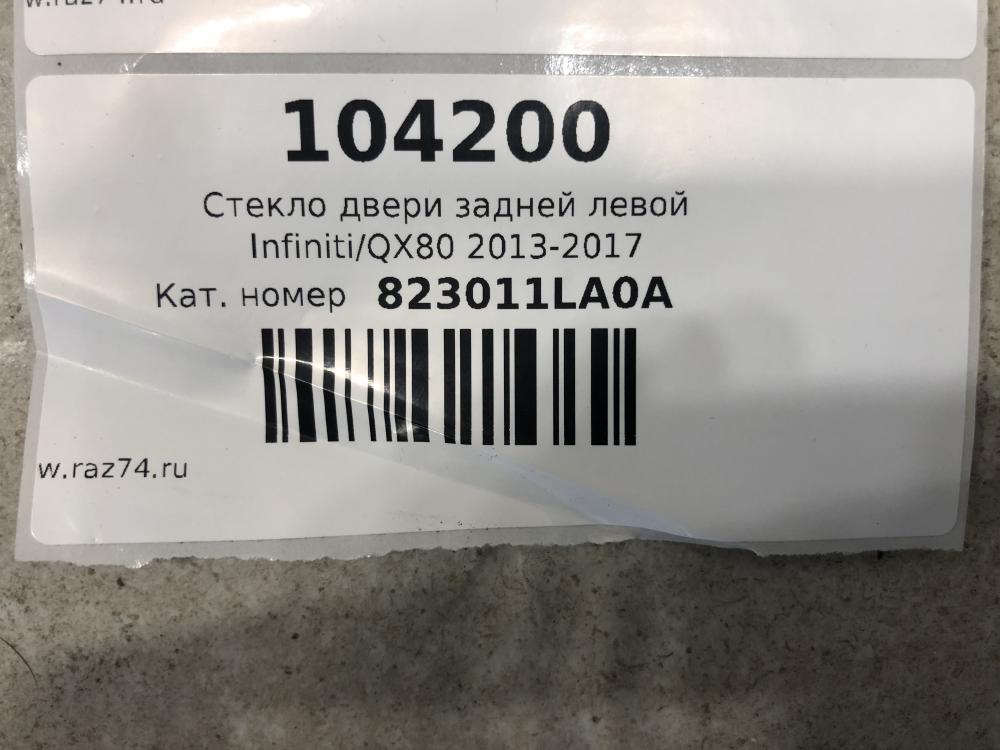 104200
Стекло двери задней левой
Infiniti/QX80 2013-2017
Кат. номер 823011LA0A
w.raz74.ru